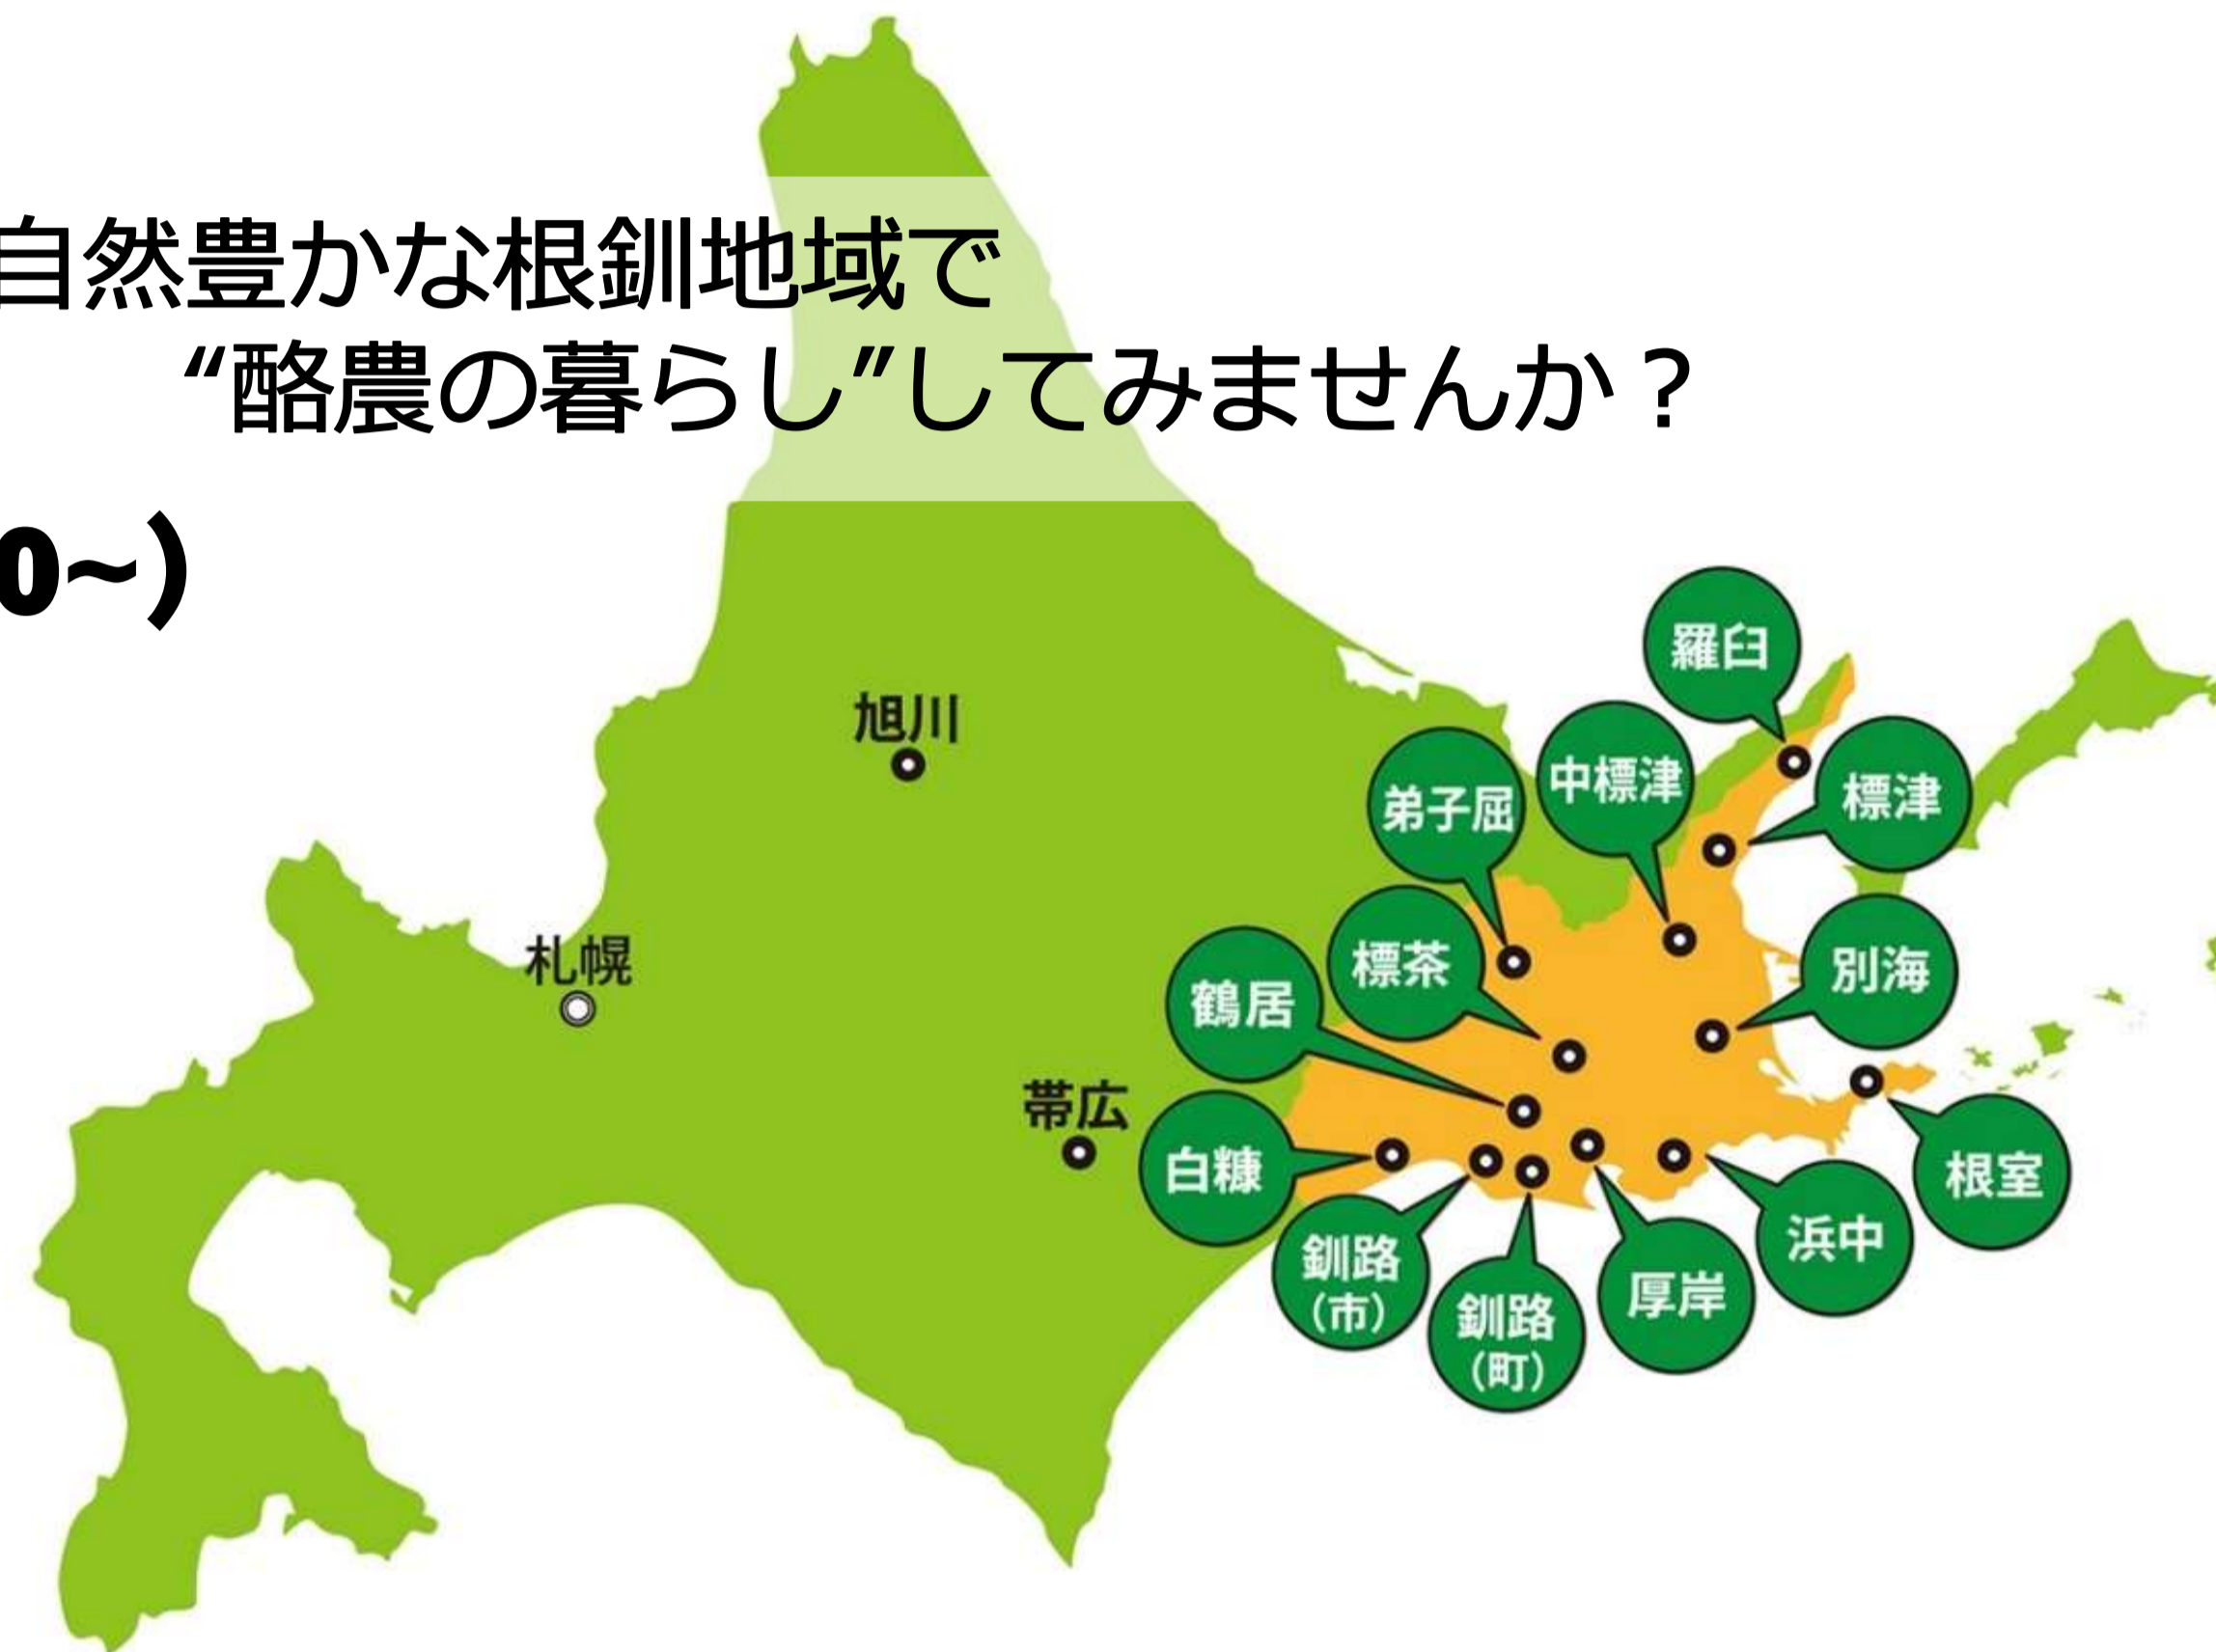 自然豊かな根釧地域で
“酪農の暮らし”してみませんか？
0~)
羅臼
旭川
中標津
標津
弟子屈
標茶
別海
札幌
鶴居
帯広
白糠
根室
浜中
釧路
(市)
厚岸
釧路
(町)